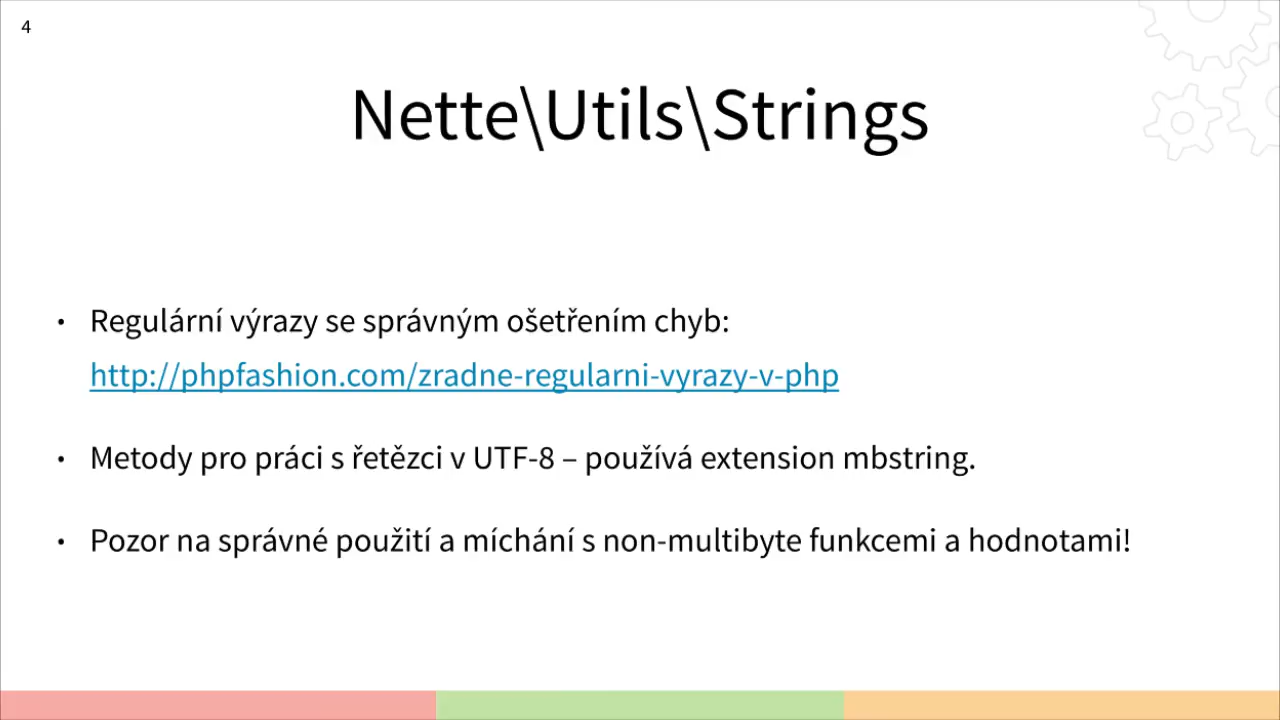 4
Nette\Utils\Strings
• Regulární výrazy se správným ošetřením chyb:
http://phpfashion.com/zradne-regularni-vyrazy-v-php
• Metody pro práci s řetězci v UTF-8 – používá extension mbstring.
• Pozor na správné použití a míchání s non-multibyte funkcemi a hodnotami!